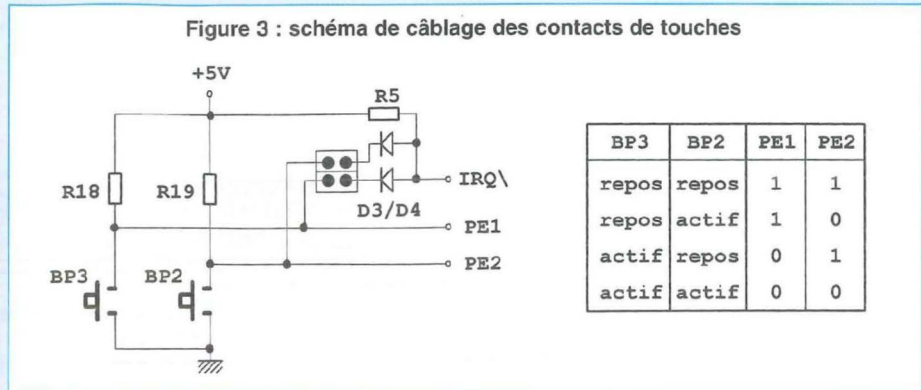 Figure 3 : schéma de câblage des contacts de touches
+5V
R5
R18
R19
IRQ\
D3/D4
PE1
PE2
BP3
BP2
BP3 BP2 PE1 PE2
repos repos 1 1
repos actif 1 0
actif repos 0 1
actif actif 0 0